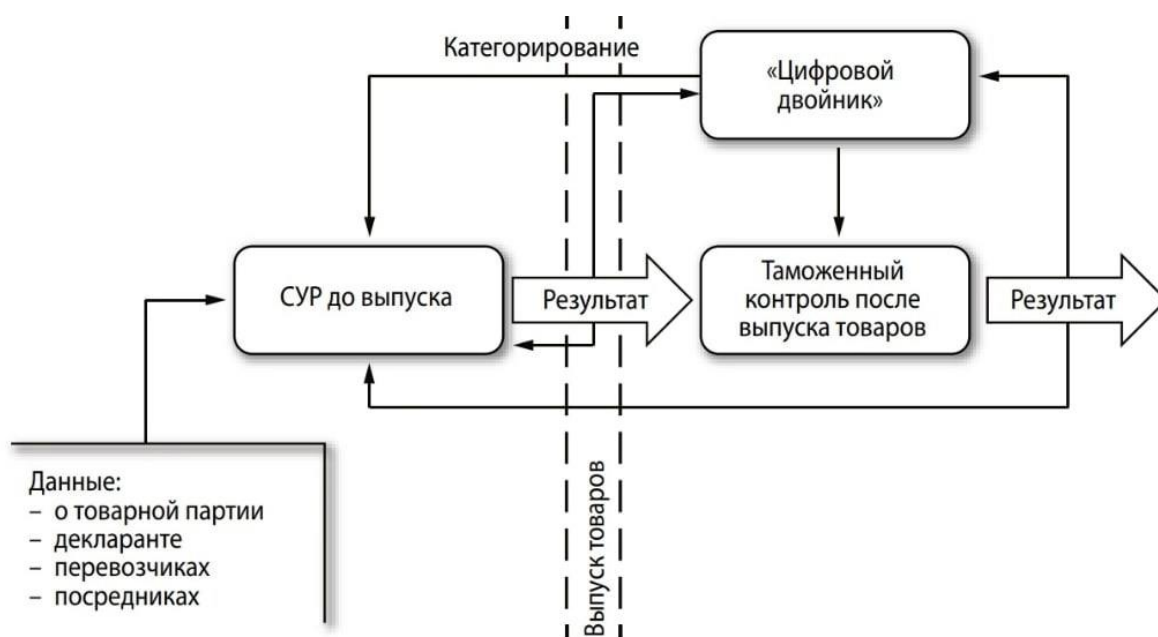 Категорирование
«Цифровой
двойник»
СУР до выпуска
Результат
Таможенный
контроль после
выпуска товаров
Результат
Данные:
– о товарной партии
– декларанте
– перевозчиках
– посредниках
Выпуск товаров